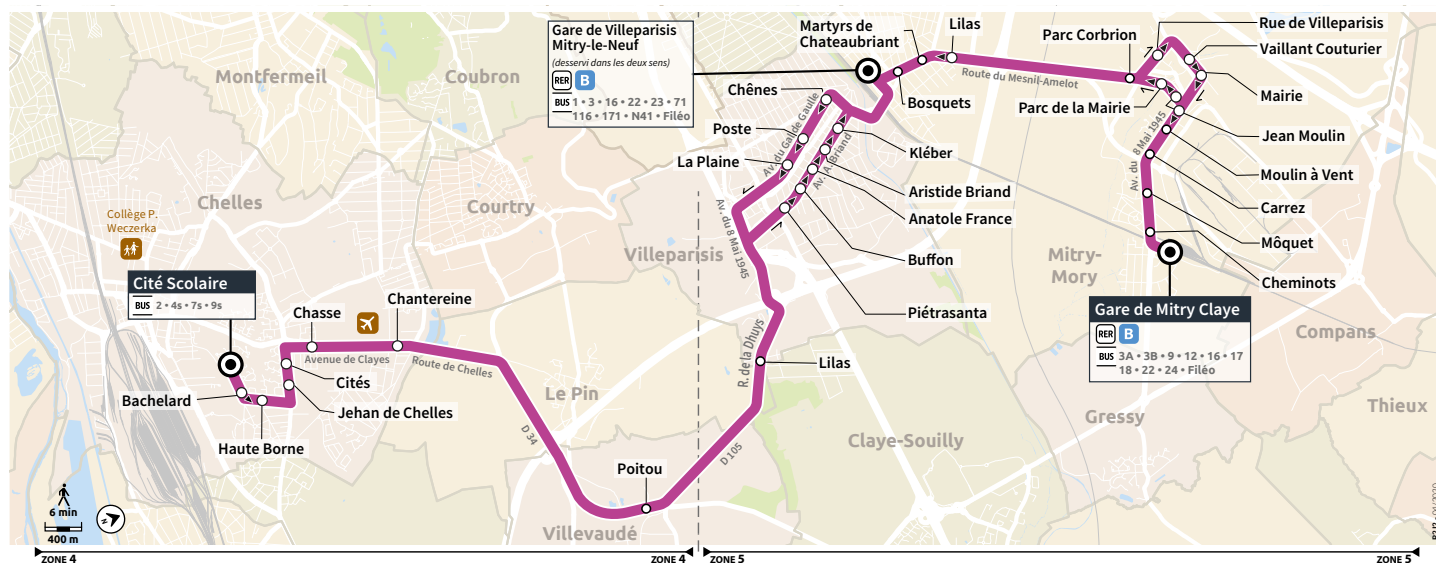 Gare de Villeparisis
Mitry-le-Neuf
(desservi dans les deux sens)
RER B
BUS 1 • 3 • 16 • 22 • 23 • 71
116 • 171 • N41 • Filéo
Martyrs de
Chateaubriant
Lilas
Parc Corbrion
Rue de Villeparisis
Vaillant Couturier
Mairie
Parc de la Mairie
Jean Moulin
Moulin à Vent
Carrez
Môquet
Cheminots
Route du Mesnil-Amelot
Av. du 8 Mai 1945
Bosquets
Chênes
Poste
La Plaine
Av. du Gal de Gaulle
Av. A. Briand
Kléber
Aristide Briand
Anatole France
Buffon
Piétrasanta
Av. du 8 Mai 1945
Montfermeil
Coubron
Chelles
Courtry
Villeparisis
Mitry-
Mory
Compans
Thieux
Gressy
Claye-Souilly
Le Pin
Villevaudé
Collège P.
Weczerka
Cité Scolaire
BUS 2 • 4s • 7s • 9s
Chasse
Chantereine
Avenue de Clayes
Route de Chelles
Cités
Jehan de Chelles
Bachelard
Haute Borne
D 34
Poitou
D 105
R. de la Dhuys
Lilas
Gare de Mitry Claye
RER B
BUS 3A • 3B • 9 • 12 • 16 • 17
18 • 22 • 24 • Filéo
6 min
400 m
N
ZONE 4
ZONE 4
ZONE 5
ZONE 5